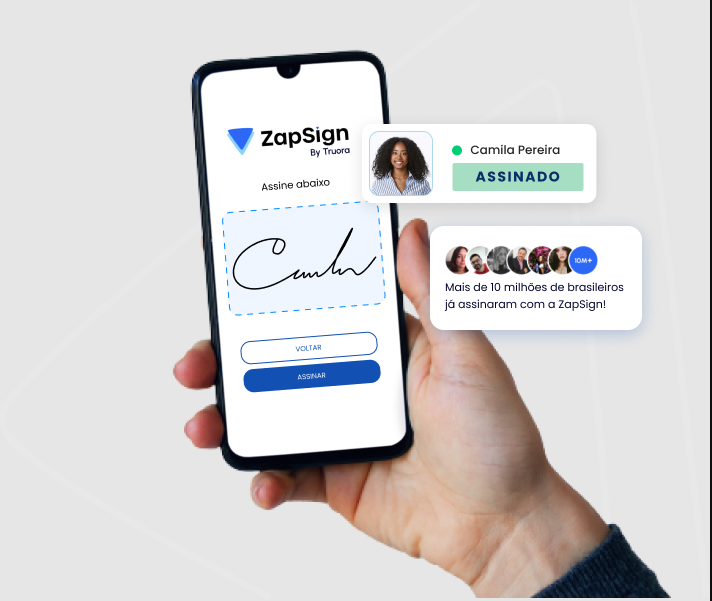 ZapSign
By Truora
Assine abaixo
VOLTAR
ASSINAR
Camila Pereira
ASSINADO
10M+
Mais de 10 milhões de brasileiros
já assinaram com a ZapSign!